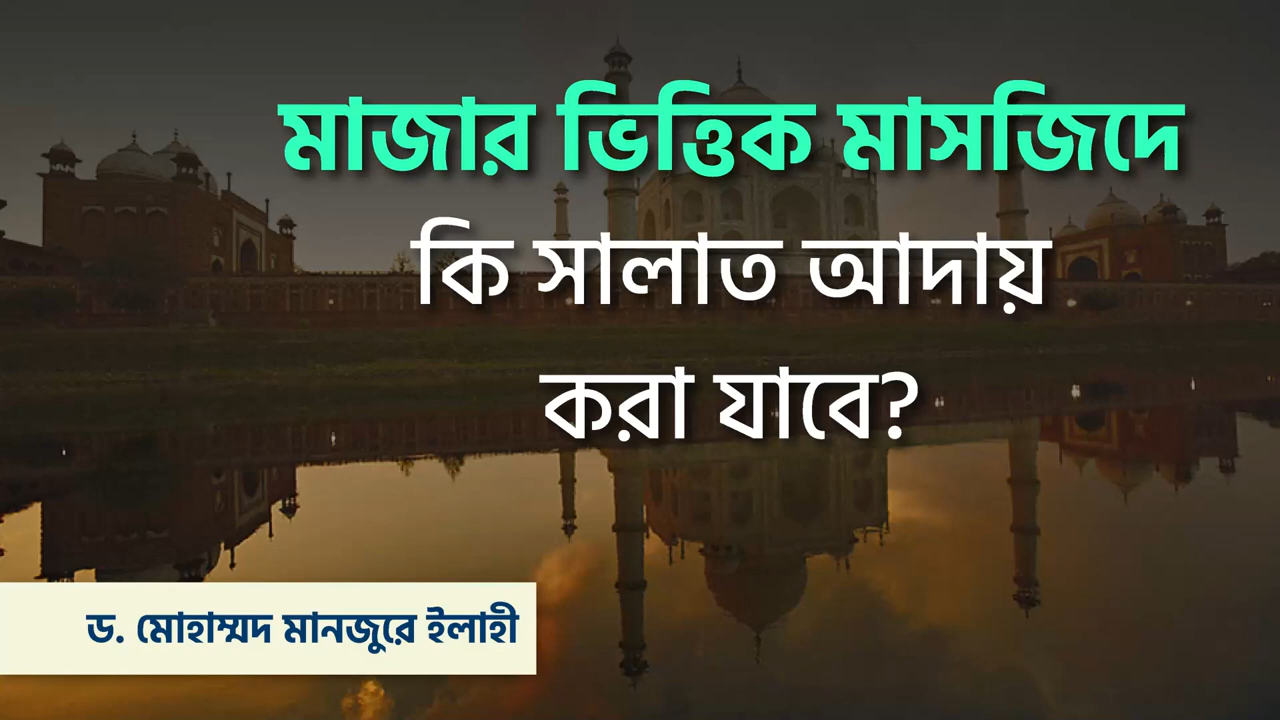 মাজার ভিত্তিক মাসজিদে
কি সালাত আদায়
করা যাবে?
ড. মোহাম্মদ মানজুরে ইলাহী